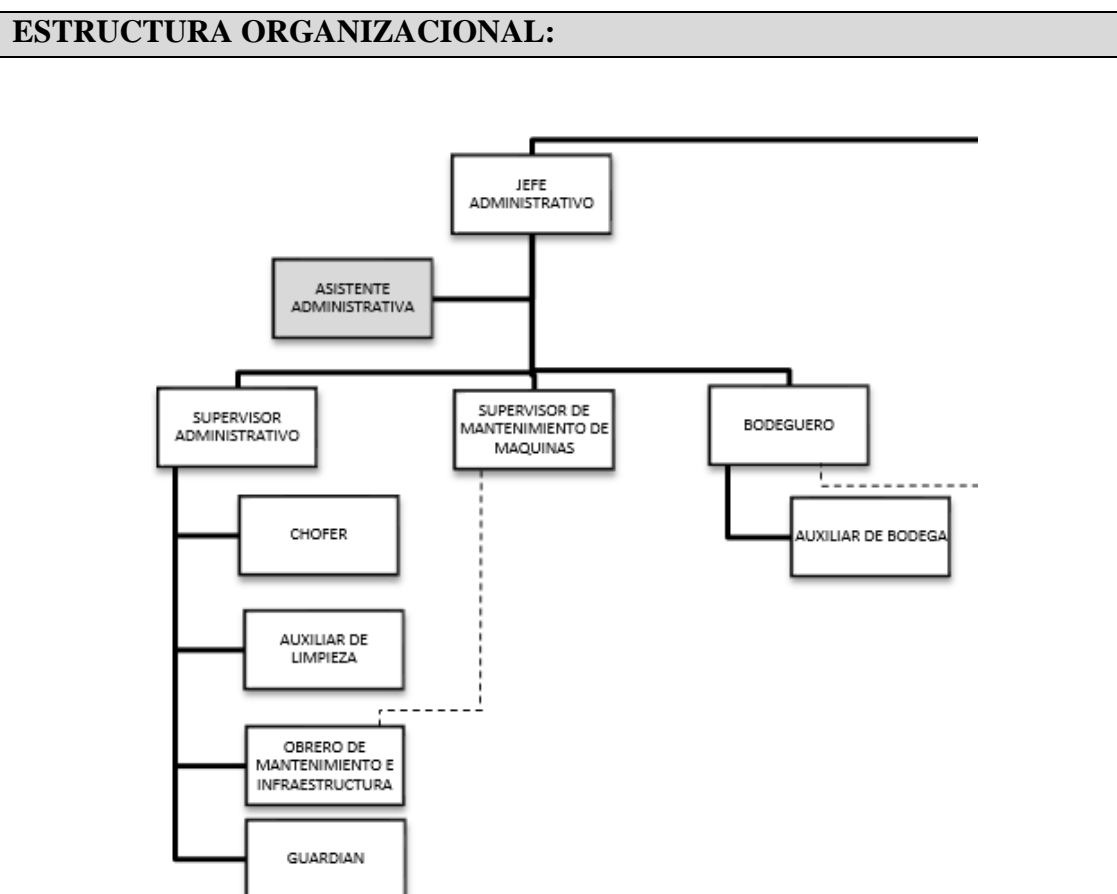 ESTRUCTURA ORGANIZACIONAL:
JEFE
ADMINISTRATIVO
ASISTENTE
ADMINISTRATIVA
SUPERVISOR
ADMINISTRATIVO
SUPERVISOR DE
MANTENIMIENTO DE
MAQUINAS
BODEGUERO
CHOFER
AUXILIAR DE BODEGA
AUXILIAR DE
LIMPIEZA
OBRERO DE
MANTENIMIENTO E
INFRAESTRUCTURA
GUARDIAN